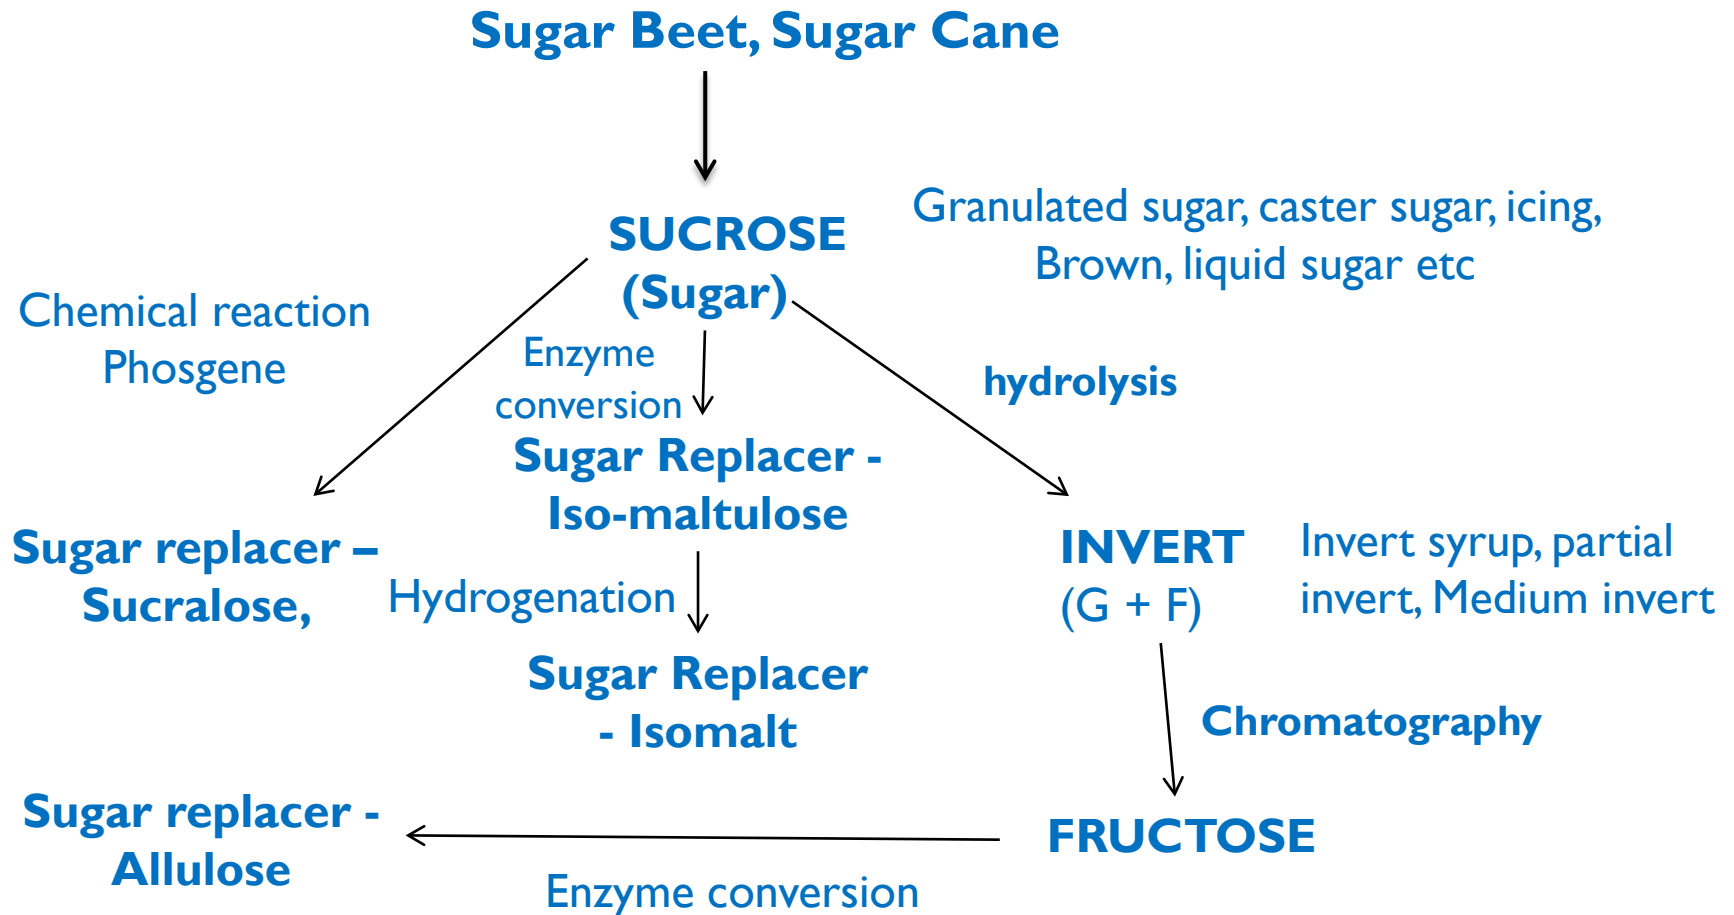 Sugar Beet, Sugar Cane
SUCROSE
(Sugar)
Granulated sugar, caster sugar, icing,
Brown, liquid sugar etc
Chemical reaction
Phosgene
Enzyme
conversion
hydrolysis
Sugar Replacer -
Iso-maltulose
Sugar replacer –
Sucralose,
Hydrogenation
INVERT
(G + F)
Invert syrup, partial
invert, Medium invert
Sugar Replacer
- Isomalt
Chromatography
Sugar replacer -
Allulose
FRUCTOSE
Enzyme conversion